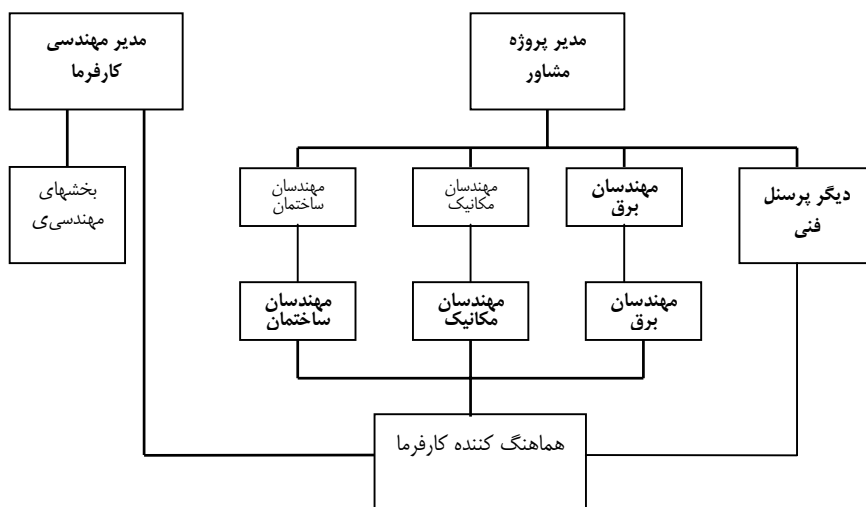 مدیر مهندسی
کارفرما
مدیر پروژه
مشاور
بخشهای
مهندسی‌ی
مهندسان
ساختمان
مهندسان
مکانیک
مهندسان
برق
دیگر پرسنل
فنی
مهندسان
ساختمان
مهندسان
مکانیک
مهندسان
برق
هماهنگ کننده کارفرما